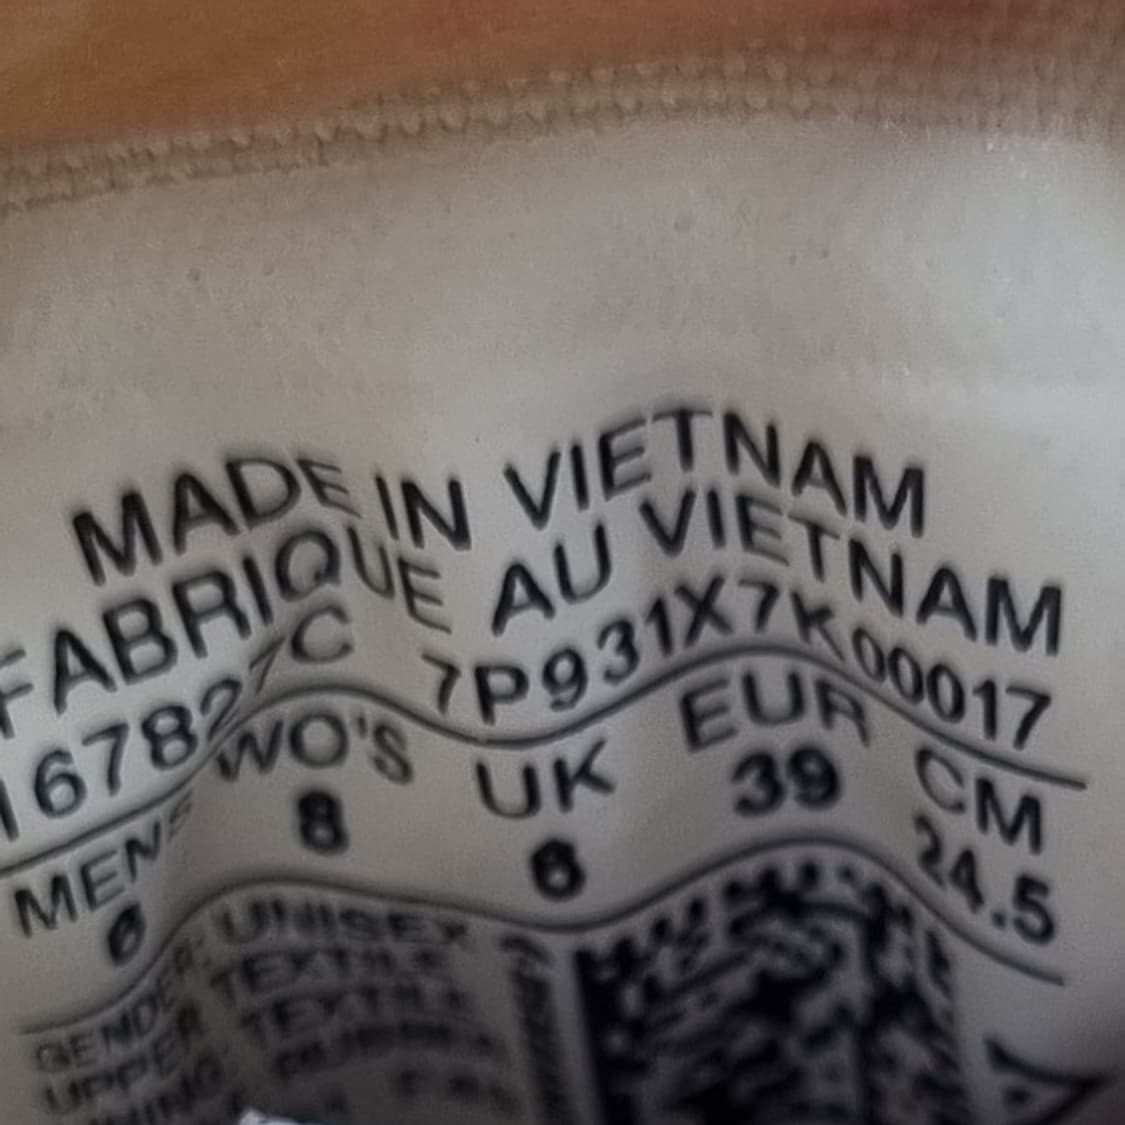 MADE IN VIETNAM
FABRIQUE AU VIETNAM
167827C 7P931X7K00017
MENS WO'S UK EUR CM
6 8 6 39 24.5
GENDER: UNISEX
UPPER: TEXTILE
TEXTILE